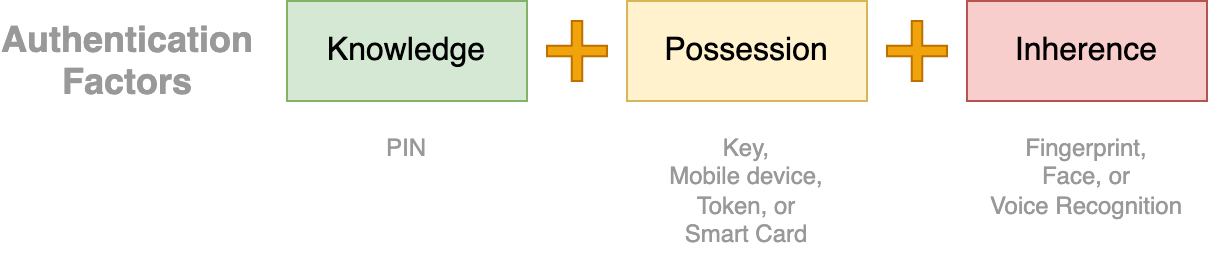 Authentication
Factors
Knowledge
Possession
Inherence
PIN
Key,
Mobile device,
Token, or
Smart Card
Fingerprint,
Face, or
Voice Recognition